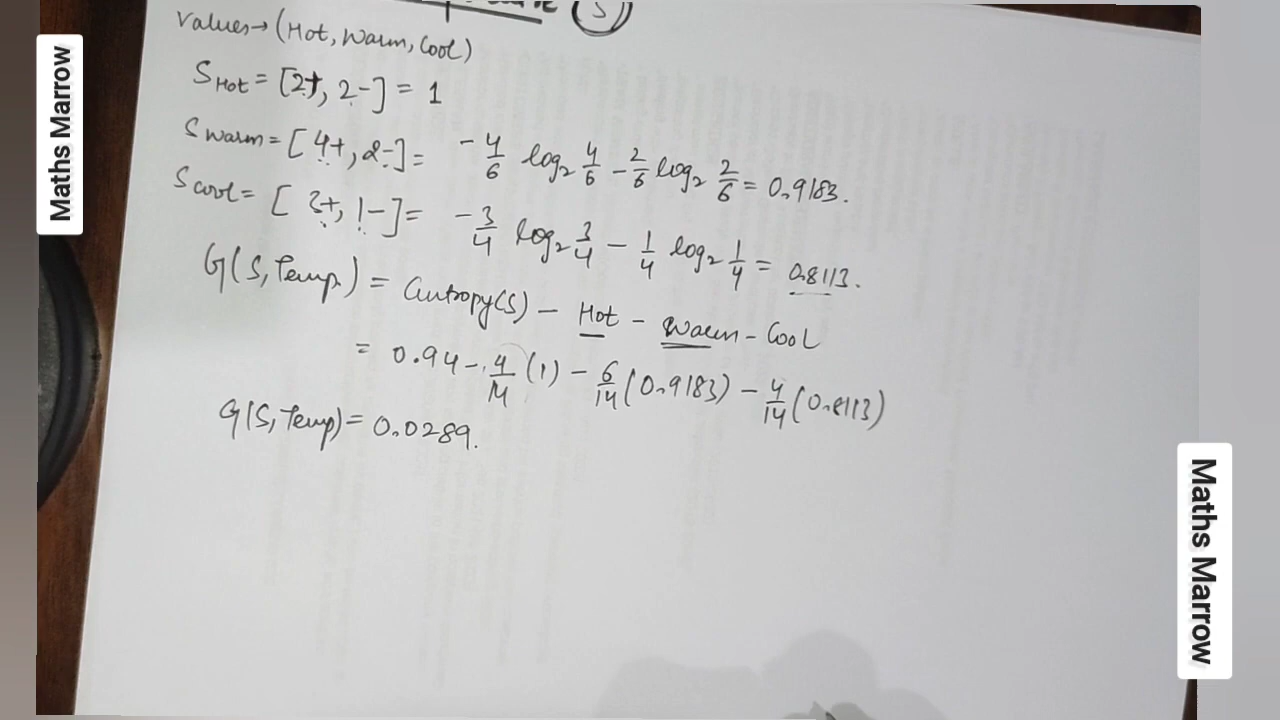 Values→(Hot, Warm, Cool)
S Hot = [2+, 2-] = 1
S Warm = [4+, 2-] = -4/6 log₂ 4/6 - 2/6 log₂ 2/6 = 0.9183.
S Cool = [3+, 1-] = -3/4 log₂ 3/4 - 1/4 log₂ 1/4 = 0.8113.
G(S, Temp.) = Entropy(S) - Hot - Warm - Cool
= 0.94 - 4/14 (1) - 6/14 (0.9183) - 4/14 (0.8113)
G(S, Temp) = 0.0289.
Maths Marrow
Maths Marrow